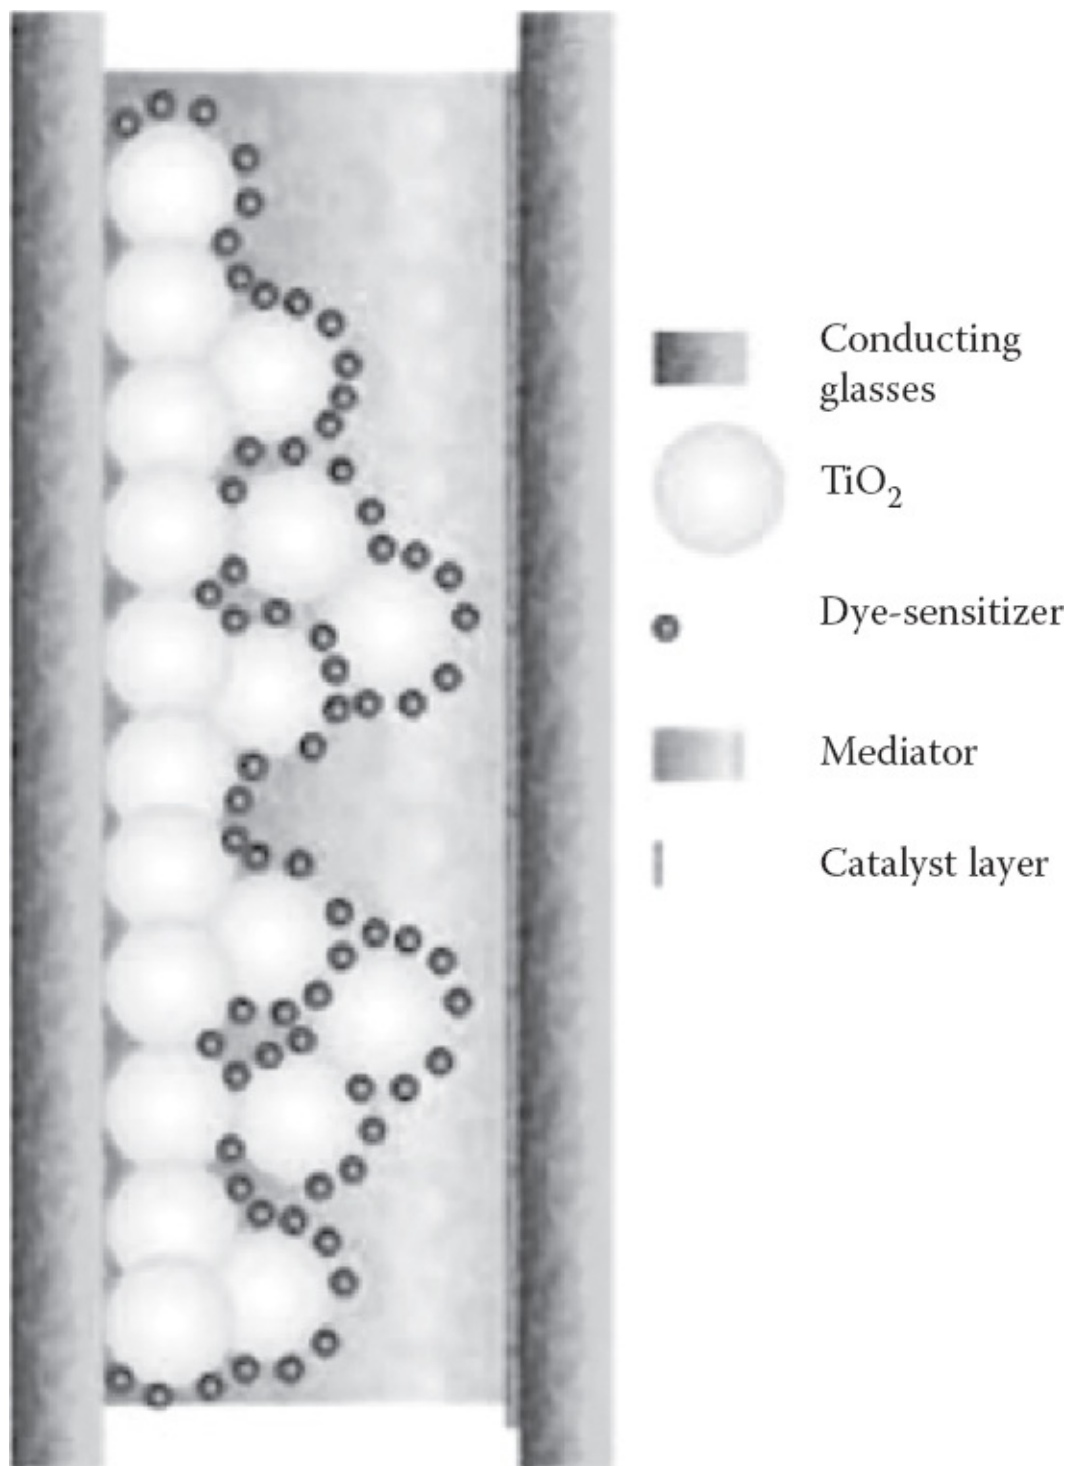 Conducting
glasses
TiO₂
Dye-sensitizer
Mediator
Catalyst layer